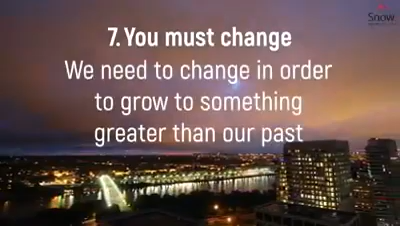 Snow
7. You must change
We need to change in order
to grow to something
greater than our past